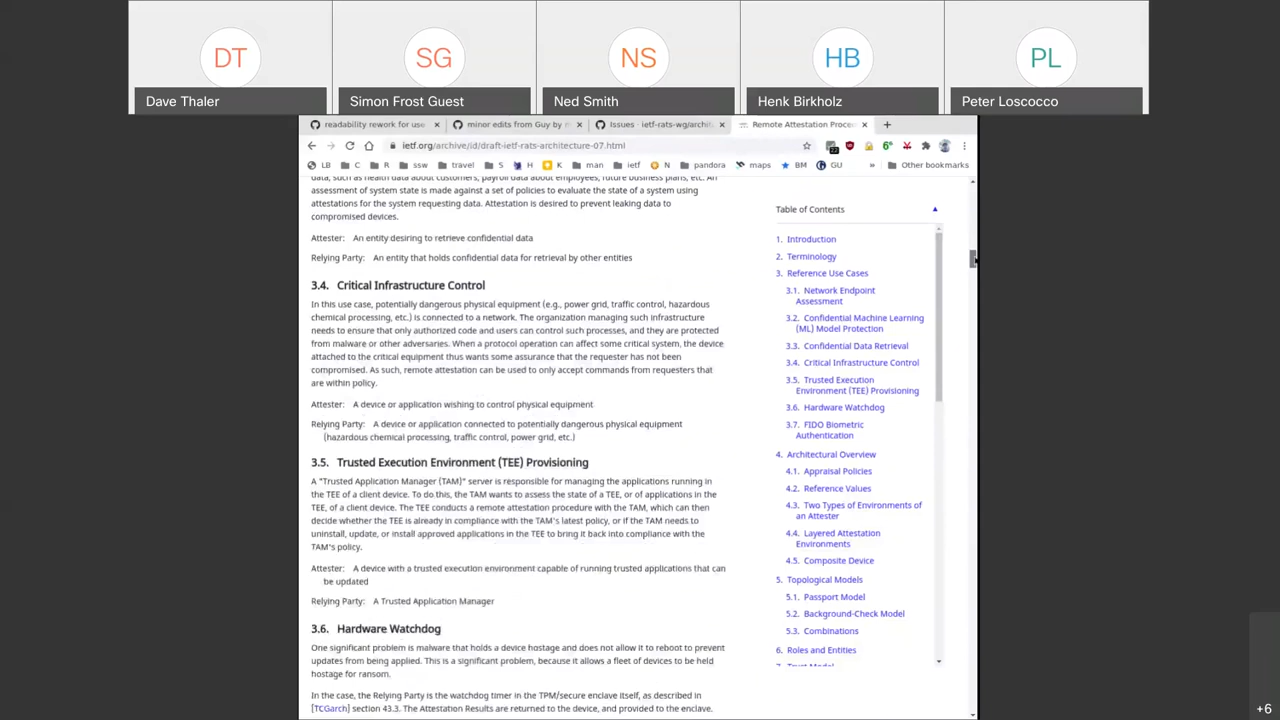 DT
SG
NS
HB
PL
Dave Thaler
Simon Frost Guest
Ned Smith
Henk Birkholz
Peter Loscocco
readability rework for use
minor edits from Guy by m
Issues · ietf-rats-wg/archite
Remote Attestation Proce
ietf.org/archive/id/draft-ietf-rats-architecture-07.html
LB
C
R
ssw
travel
S
H
K
man
ietf
N
pandora
maps
BM
GU
»
Other bookmarks
data, such as health data about customers, payroll data about employees, future business plans, etc. An
assessment of system state is made against a set of policies to evaluate the state of a system using
attestations for the system requesting data. Attestation is desired to prevent leaking data to
compromised devices.
Attester: An entity desiring to retrieve confidential data
Relying Party: An entity that holds confidential data for retrieval by other entities
3.4. Critical Infrastructure Control
In this use case, potentially dangerous physical equipment (e.g., power grid, traffic control, hazardous
chemical processing, etc.) is connected to a network. The organization managing such infrastructure
needs to ensure that only authorized code and users can control such processes, and they are protected
from malware or other adversaries. When a protocol operation can affect some critical system, the device
attached to the critical equipment thus wants some assurance that the requester has not been
compromised. As such, remote attestation can be used to only accept commands from requesters that
are within policy.
Attester: A device or application wishing to control physical equipment
Relying Party: A device or application connected to potentially dangerous physical equipment
(hazardous chemical processing, traffic control, power grid, etc.)
3.5. Trusted Execution Environment (TEE) Provisioning
A "Trusted Application Manager (TAM)" server is responsible for managing the applications running in
the TEE of a client device. To do this, the TAM wants to assess the state of a TEE, or of applications in the
TEE, of a client device. The TEE conducts a remote attestation procedure with the TAM, which can then
decide whether the TEE is already in compliance with the TAM's latest policy, or if the TAM needs to
uninstall, update, or install approved applications in the TEE to bring it back into compliance with the
TAM's policy.
Attester: A device with a trusted execution environment capable of running trusted applications that can
be updated
Relying Party: A Trusted Application Manager
3.6. Hardware Watchdog
One significant problem is malware that holds a device hostage and does not allow it to reboot to prevent
updates from being applied. This is a significant problem, because it allows a fleet of devices to be held
hostage for ransom.
In the case, the Relying Party is the watchdog timer in the TPM/secure enclave itself, as described in
[TCGarch] section 43.3. The Attestation Results are returned to the device, and provided to the enclave.
Table of Contents
1. Introduction
2. Terminology
3. Reference Use Cases
3.1. Network Endpoint
Assessment
3.2. Confidential Machine Learning
(ML) Model Protection
3.3. Confidential Data Retrieval
3.4. Critical Infrastructure Control
3.5. Trusted Execution
Environment (TEE) Provisioning
3.6. Hardware Watchdog
3.7. FIDO Biometric
Authentication
4. Architectural Overview
4.1. Appraisal Policies
4.2. Reference Values
4.3. Two Types of Environments of
an Attester
4.4. Layered Attestation
Environments
4.5. Composite Device
5. Topological Models
5.1. Passport Model
5.2. Background-Check Model
5.3. Combinations
6. Roles and Entities
7. Trust Model
+6